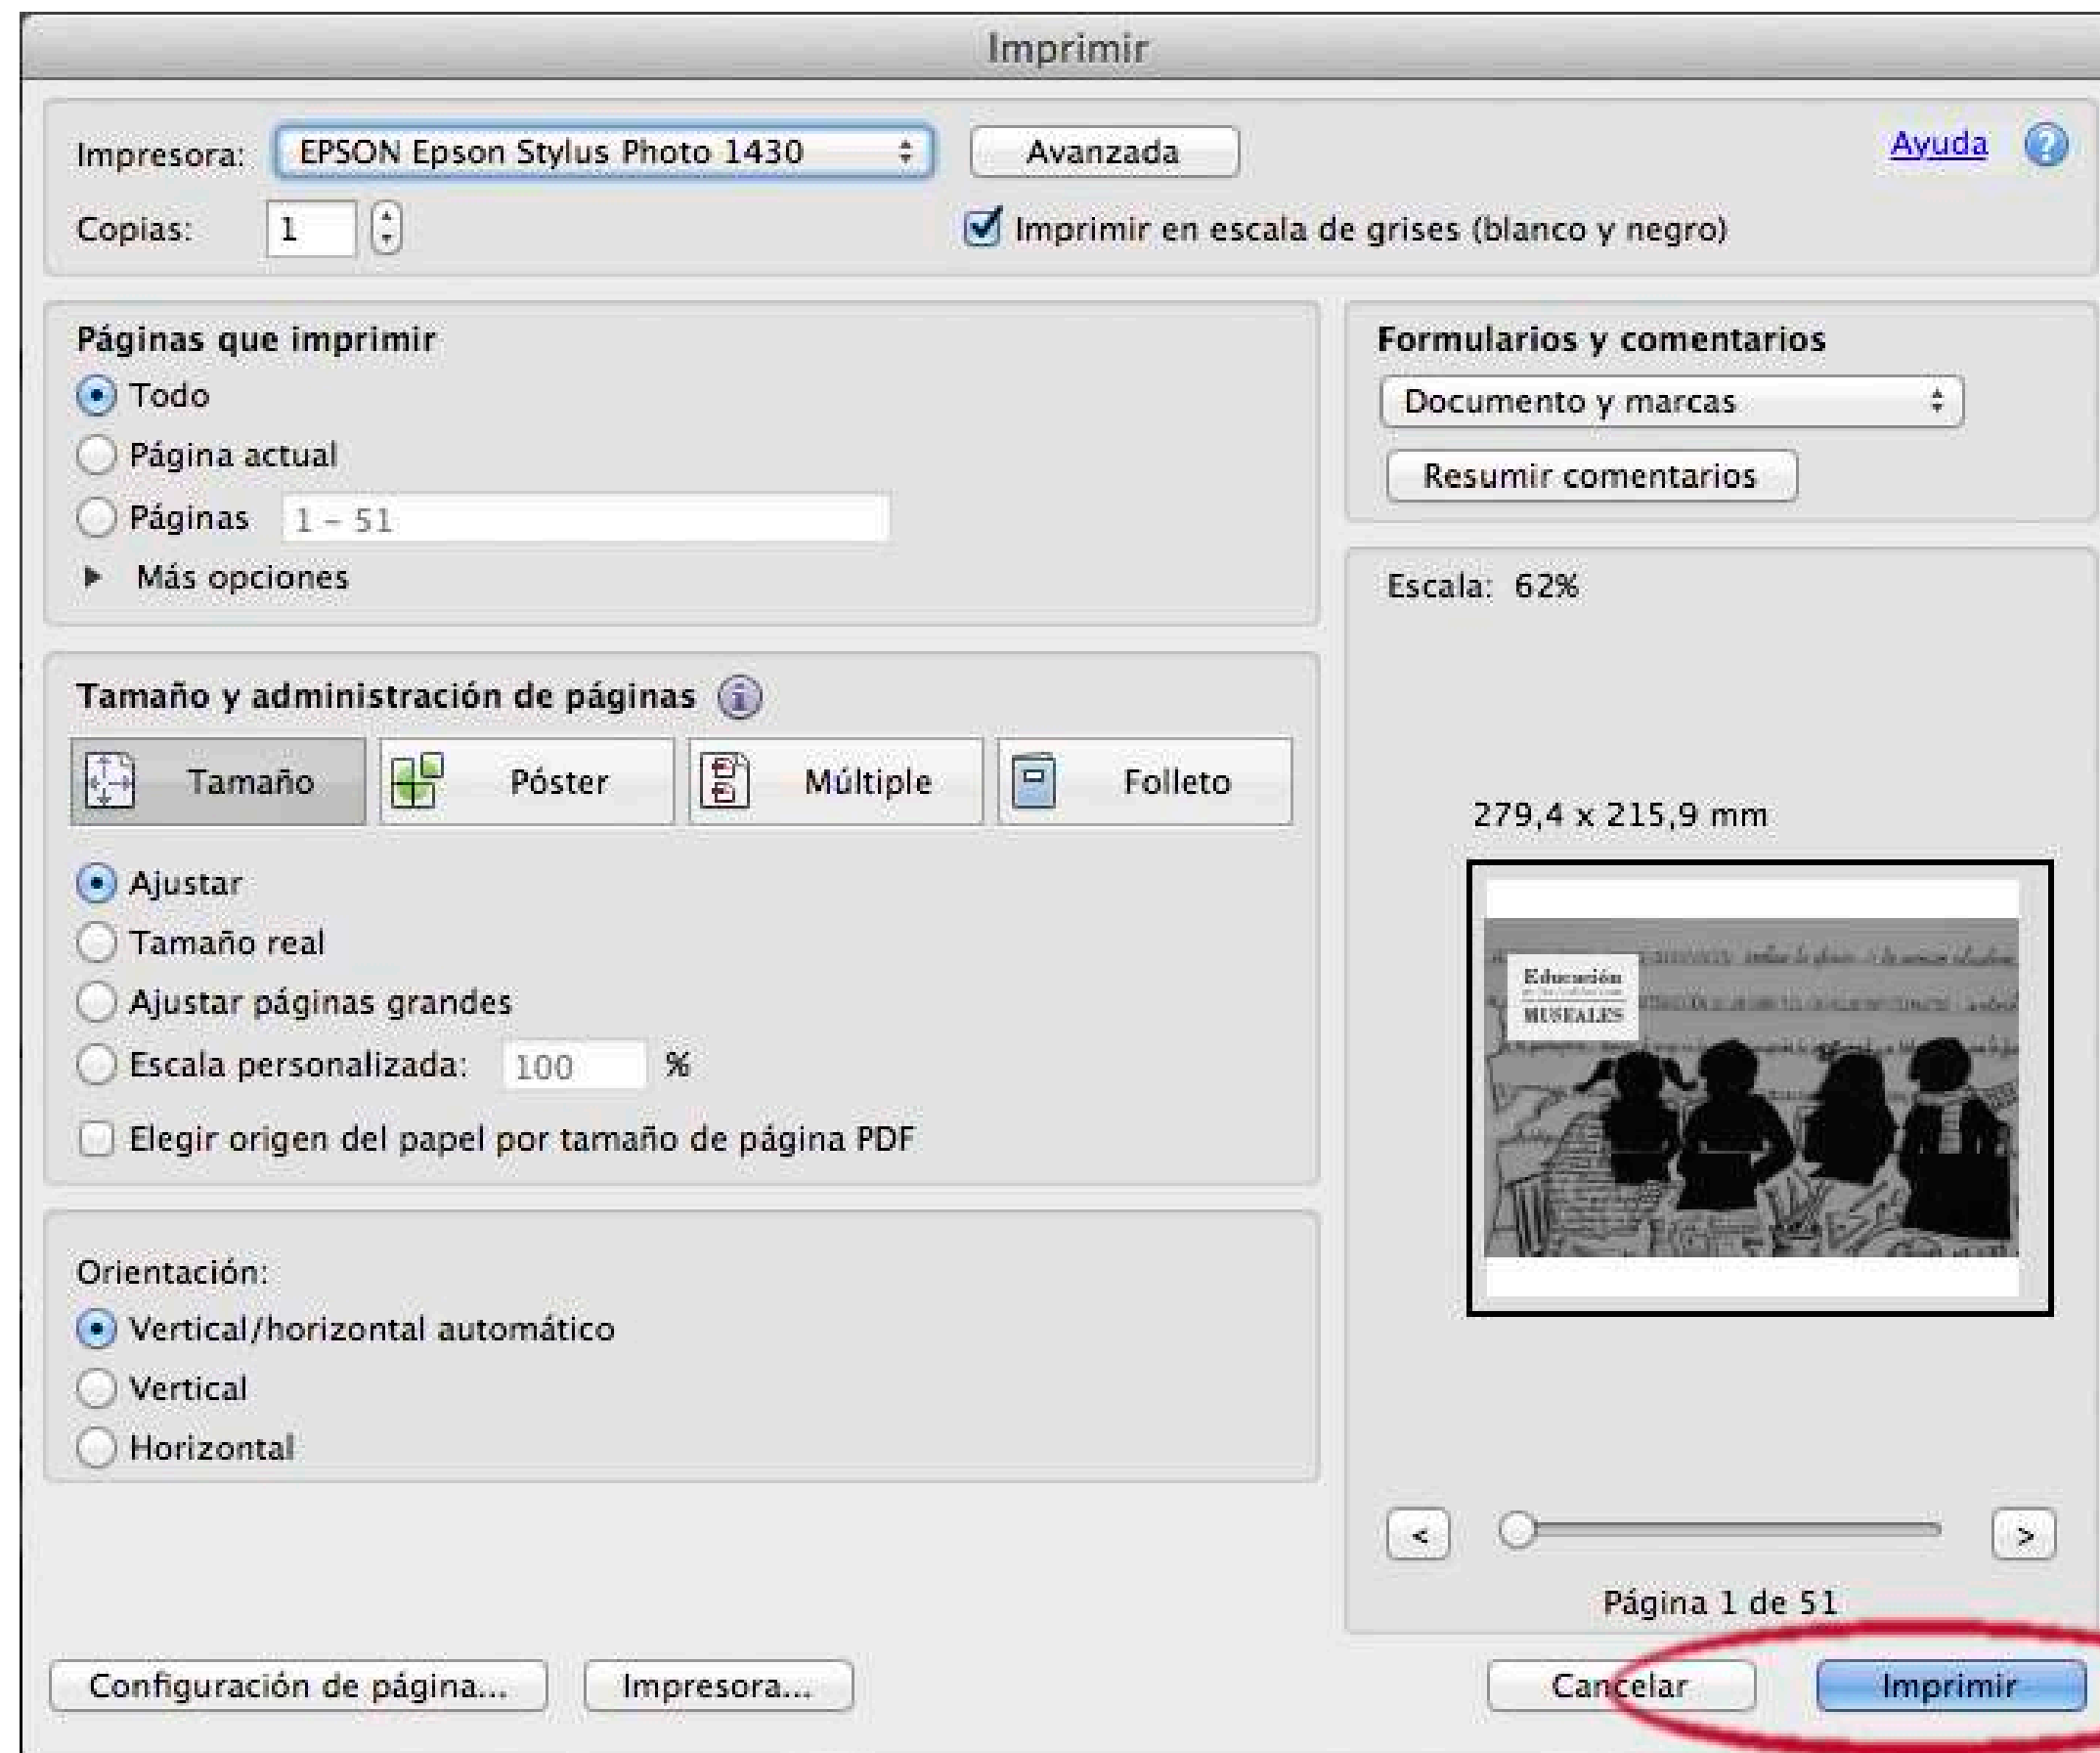 Imprimir
Impresora: EPSON Epson Stylus Photo 1430 Avanzada Ayuda ?
Copias: 1 Imprimir en escala de grises (blanco y negro)
Páginas que imprimir
Todo
Página actual
Páginas 1 – 51
Más opciones
Formularios y comentarios
Documento y marcas
Resumir comentarios
Tamaño y administración de páginas i
Tamaño Póster Múltiple Folleto
Ajustar
Tamaño real
Ajustar páginas grandes
Escala personalizada: 100 %
Elegir origen del papel por tamaño de página PDF
Orientación:
Vertical/horizontal automático
Vertical
Horizontal
Escala: 62%
279,4 x 215,9 mm
Educación
MUSEALES
< >
Página 1 de 51
Configuración de página... Impresora... Cancelar Imprimir